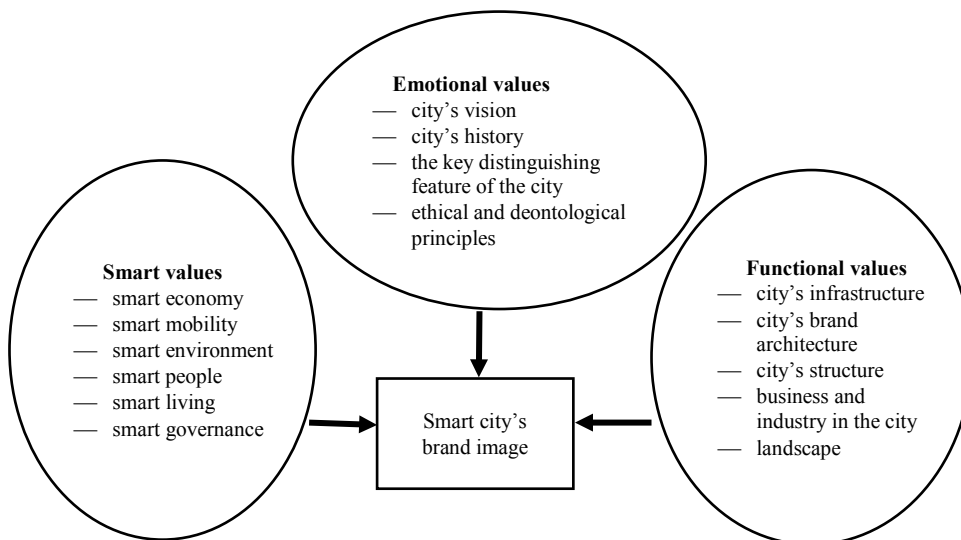 Emotional values
— city’s vision
— city’s history
— the key distinguishing
feature of the city
— ethical and deontological
principles
Smart values
— smart economy
— smart mobility
— smart environment
— smart people
— smart living
— smart governance
Functional values
— city’s infrastructure
— city’s brand
architecture
— city’s structure
— business and
industry in the city
— landscape
Smart city’s
brand image